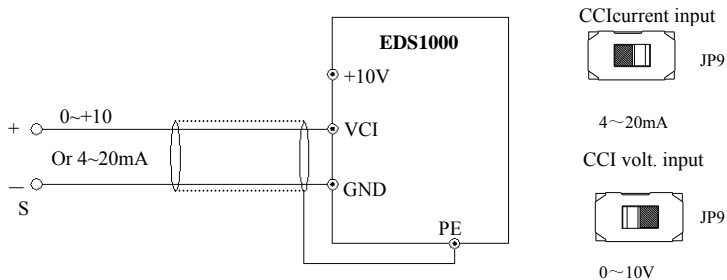 EDS1000
+10V
0~+10
+
VCI
Or 4~20mA
—
GND
S
PE
CCIcurrent input
JP9
4～20mA
CCI volt. input
JP9
0～10V